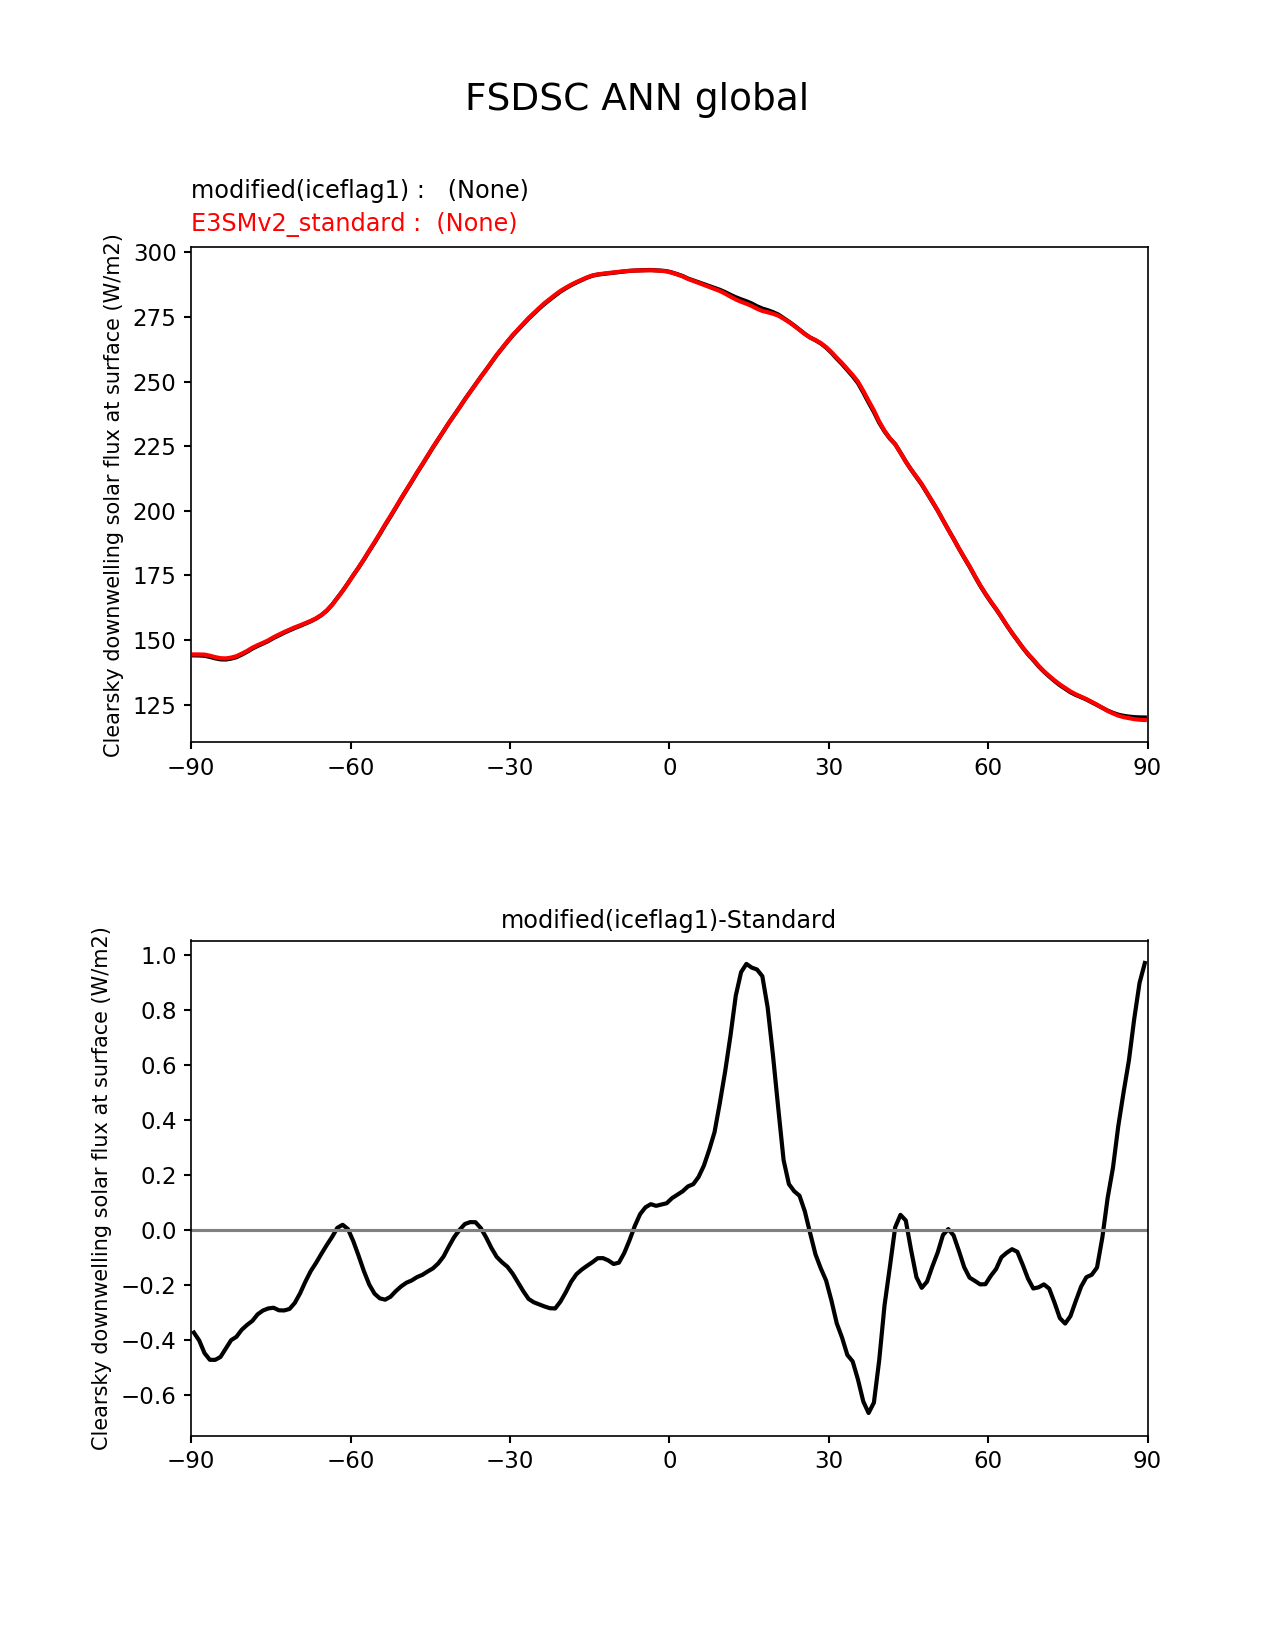 FSDSC ANN global
modified(iceflag1) :   (None)
E3SMv2_standard :  (None)
Clearsky downwelling solar flux at surface (W/m2)
300
275
250
225
200
175
150
125
−90 −60 −30 0 30 60 90
modified(iceflag1)-Standard
Clearsky downwelling solar flux at surface (W/m2)
1.0
0.8
0.6
0.4
0.2
0.0
−0.2
−0.4
−0.6
−90 −60 −30 0 30 60 90